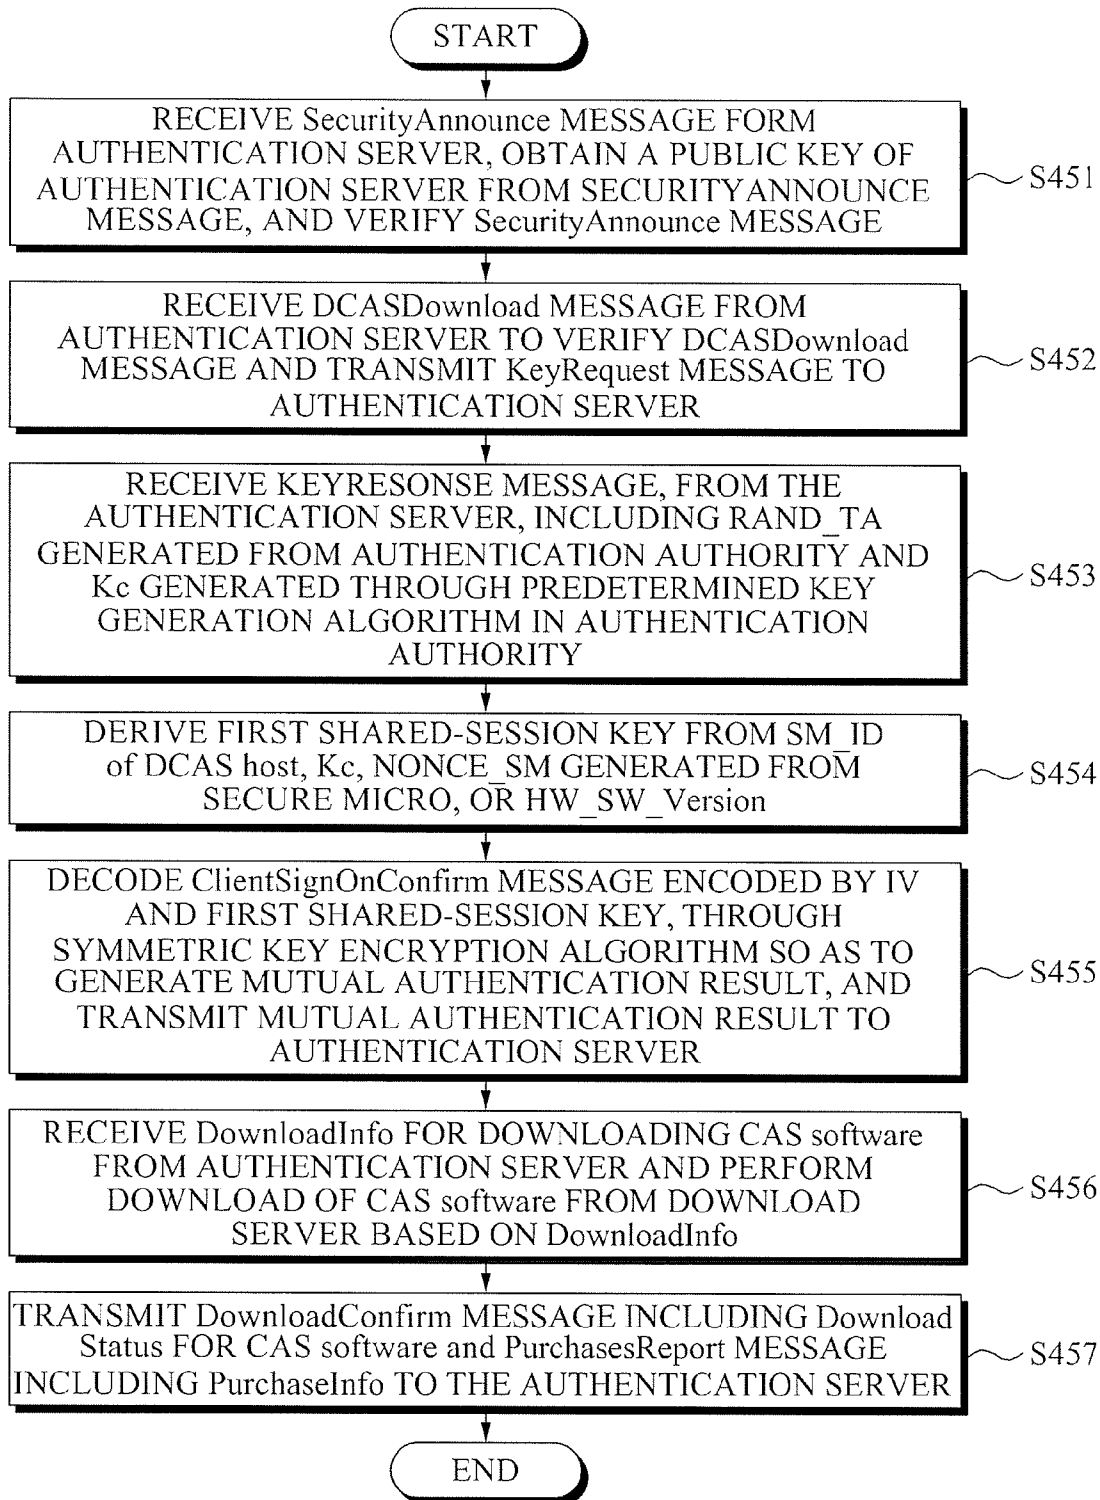 START
RECEIVE SecurityAnnounce MESSAGE FORM
AUTHENTICATION SERVER, OBTAIN A PUBLIC KEY OF
AUTHENTICATION SERVER FROM SECURITYANNOUNCE
MESSAGE, AND VERIFY SecurityAnnounce MESSAGE
S451
RECEIVE DCASDownload MESSAGE FROM
AUTHENTICATION SERVER TO VERIFY DCASDownload
MESSAGE AND TRANSMIT KeyRequest MESSAGE TO
AUTHENTICATION SERVER
S452
RECEIVE KEYRESONSE MESSAGE, FROM THE
AUTHENTICATION SERVER, INCLUDING RAND_TA
GENERATED FROM AUTHENTICATION AUTHORITY AND
Kc GENERATED THROUGH PREDETERMINED KEY
GENERATION ALGORITHM IN AUTHENTICATION
AUTHORITY
S453
DERIVE FIRST SHARED-SESSION KEY FROM SM_ID
of DCAS host, Kc, NONCE_SM GENERATED FROM
SECURE MICRO, OR HW_SW_Version
S454
DECODE ClientSignOnConfirm MESSAGE ENCODED BY IV
AND FIRST SHARED-SESSION KEY, THROUGH
SYMMETRIC KEY ENCRYPTION ALGORITHM SO AS TO
GENERATE MUTUAL AUTHENTICATION RESULT, AND
TRANSMIT MUTUAL AUTHENTICATION RESULT TO
AUTHENTICATION SERVER
S455
RECEIVE DownloadInfo FOR DOWNLOADING CAS software
FROM AUTHENTICATION SERVER AND PERFORM
DOWNLOAD OF CAS software FROM DOWNLOAD
SERVER BASED ON DownloadInfo
S456
TRANSMIT DownloadConfirm MESSAGE INCLUDING Download
Status FOR CAS software and PurchasesReport MESSAGE
INCLUDING PurchaseInfo TO THE AUTHENTICATION SERVER
S457
END